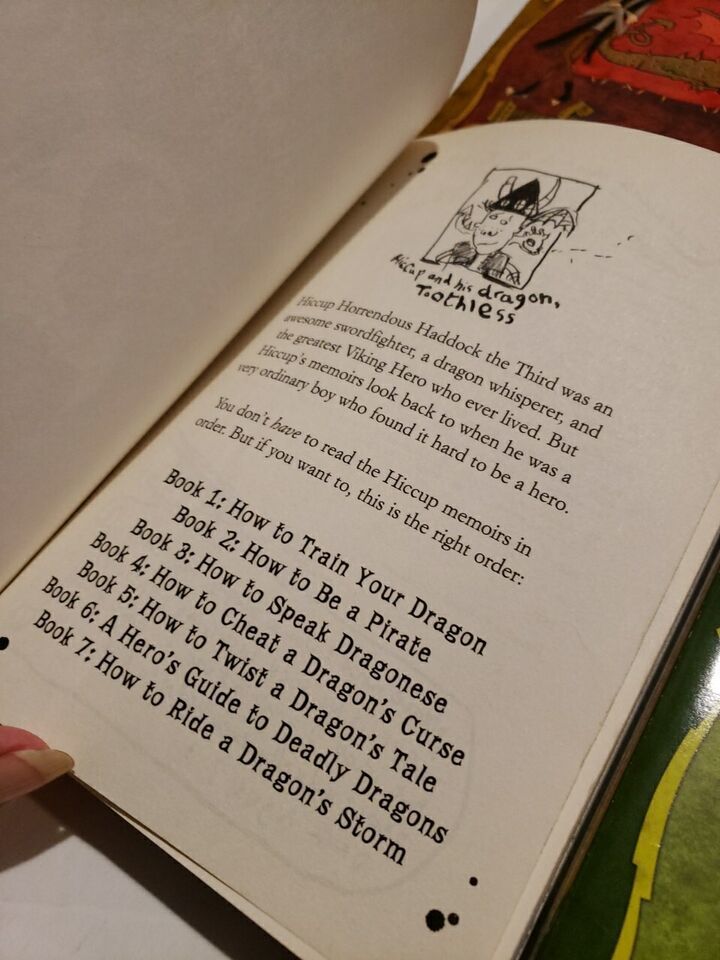 Hiccup and his dragon,
Toothless
Hiccup Horrendous Haddock the Third was an
awesome swordfighter, a dragon whisperer, and
the greatest Viking Hero who ever lived. But
Hiccup's memoirs look back to when he was a
very ordinary boy who found it hard to be a hero.
You don't have to read the Hiccup memoirs in
order. But if you want to, this is the right order:
Book 1: How to Train Your Dragon
Book 2: How to Be a Pirate
Book 3: How to Speak Dragonese
Book 4: How to Cheat a Dragon's Curse
Book 5: How to Twist a Dragon's Tale
Book 6: A Hero's Guide to Deadly Dragons
Book 7: How to Ride a Dragon's Storm